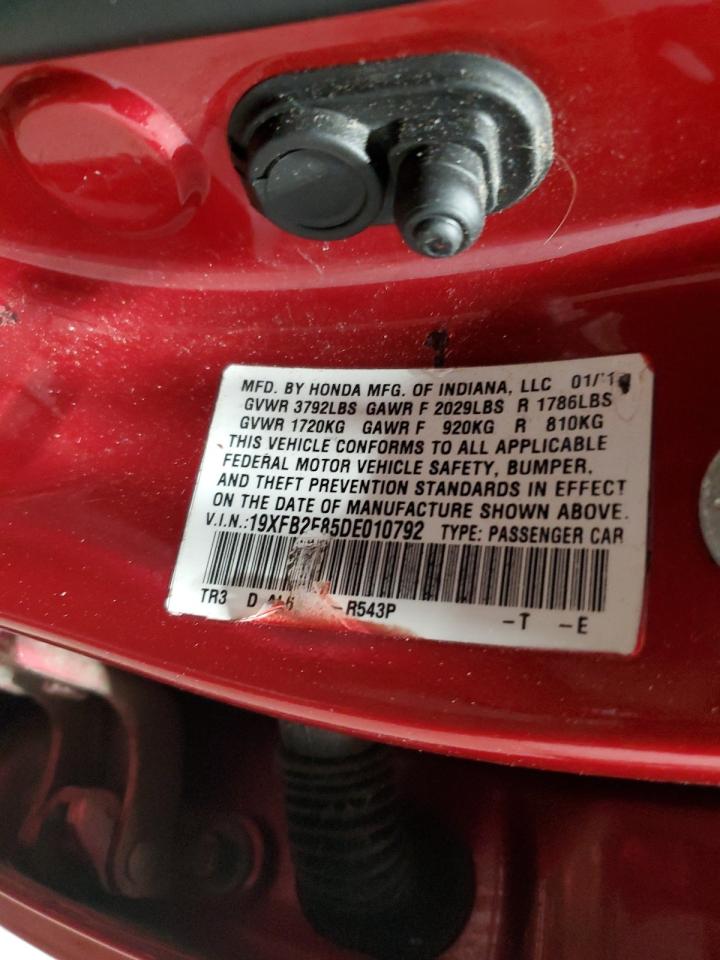 MFD. BY HONDA MFG. OF INDIANA, LLC
GVWR 3792LBS GAWR F 2029LBS R 1786LBS
GVWR 1720KG GAWR F 920KG R 810KG
THIS VEHICLE CONFORMS TO ALL APPLICABLE
FEDERAL MOTOR VEHICLE SAFETY, BUMPER,
AND THEFT PREVENTION STANDARDS IN EFFECT
ON THE DATE OF MANUFACTURE SHOWN ABOVE.
V.I.N.:19XFB2F85DE010792 TYPE: PASSENGER CAR
TR3 -R543P -T -E